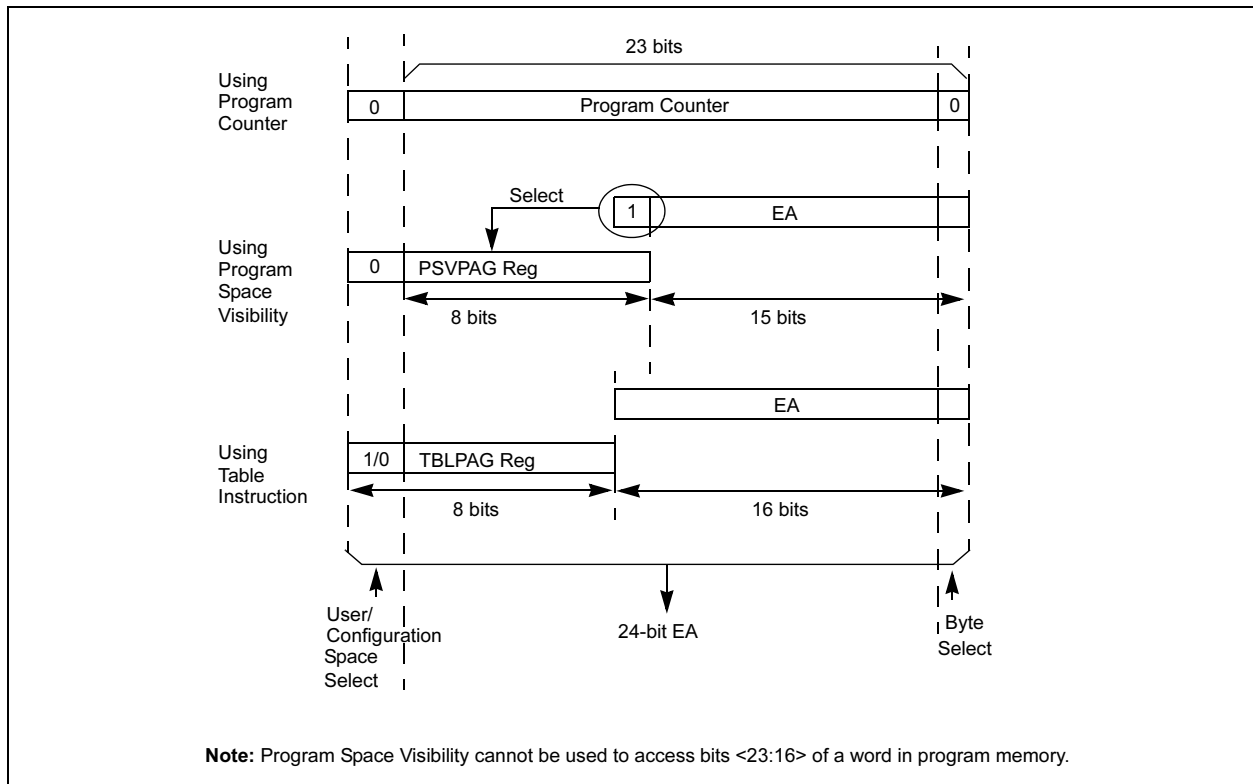 23 bits
Using
Program
Counter
0
Program Counter
0
Select
1
EA
Using
Program
Space
Visibility
0
PSVPAG Reg
8 bits
15 bits
EA
Using
Table
Instruction
1/0
TBLPAG Reg
8 bits
16 bits
User/
Configuration
Space
Select
24-bit EA
Byte
Select
Note: Program Space Visibility cannot be used to access bits <23:16> of a word in program memory.